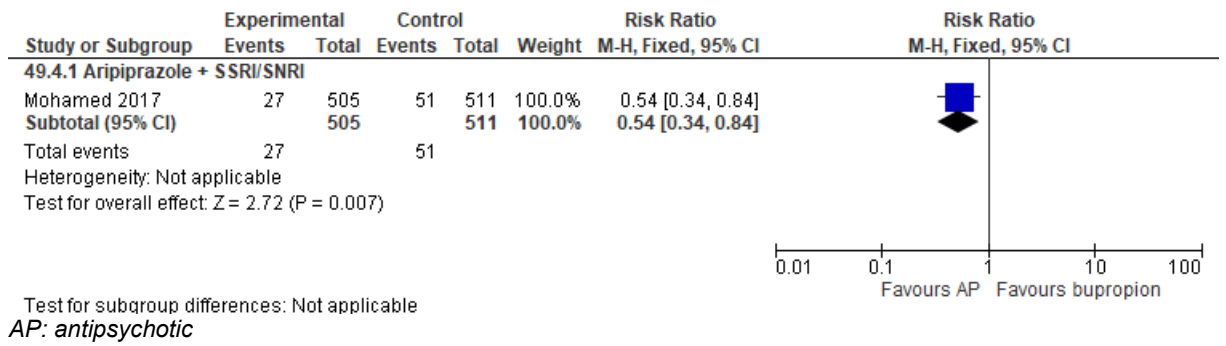 Experimental Control Risk Ratio Risk Ratio
Study or Subgroup Events Total Events Total Weight M-H, Fixed, 95% CI M-H, Fixed, 95% CI
49.4.1 Aripiprazole + SSRI/SNRI
Mohamed 2017 27 505 51 511 100.0% 0.54 [0.34, 0.84]
Subtotal (95% CI) 505 511 100.0% 0.54 [0.34, 0.84]
Total events 27 51
Heterogeneity: Not applicable
Test for overall effect: Z = 2.72 (P = 0.007)
0.01 0.1 1 10 100
Favours AP Favours bupropion
Test for subgroup differences: Not applicable
AP: antipsychotic